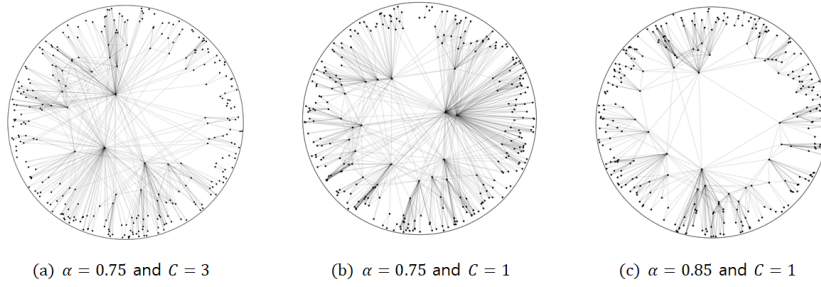 (a) α = 0.75 and C = 3
(b) α = 0.75 and C = 1
(c) α = 0.85 and C = 1